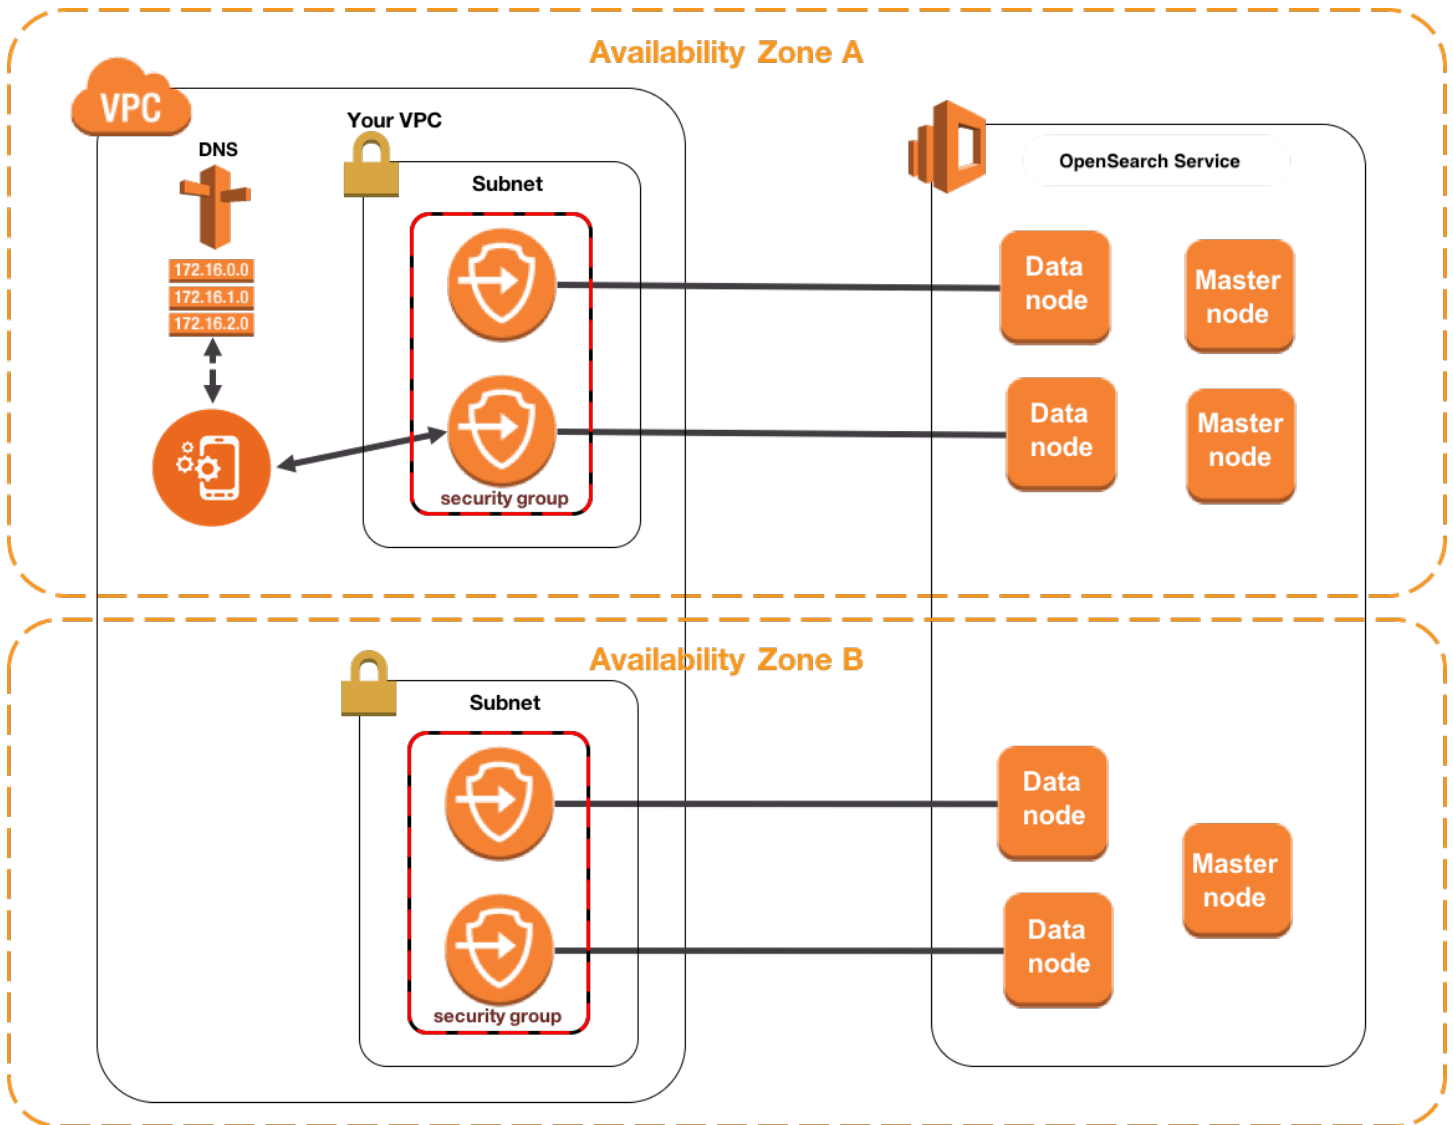 Availability Zone A
VPC
Your VPC
DNS
Subnet
OpenSearch Service
172.16.0.0
172.16.1.0
172.16.2.0
Data
node
Master
node
Data
node
Master
node
security group
Availability Zone B
Subnet
Data
node
Master
node
Data
node
security group